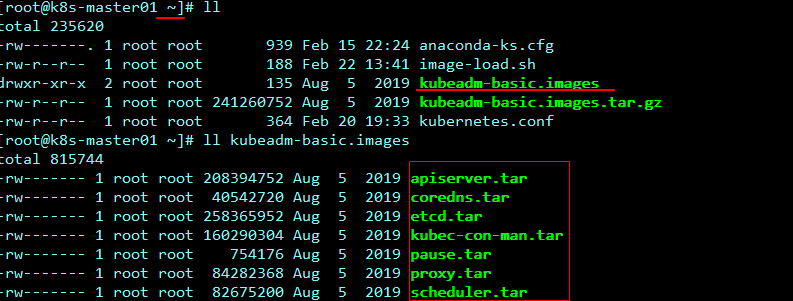 [root@k8s-master01 ~]# ll
total 235620
-rw-------. 1 root root       939 Feb 15 22:24 anaconda-ks.cfg
-rw-r--r--  1 root root       188 Feb 22 13:41 image-load.sh
drwxr-xr-x  2 root root       135 Aug  5  2019 kubeadm-basic.images
-rw-r--r--  1 root root 241260752 Aug  5  2019 kubeadm-basic.images.tar.gz
-rw-r--r--  1 root root       364 Feb 20 19:33 kubernetes.conf
[root@k8s-master01 ~]# ll kubeadm-basic.images
total 815744
-rw------- 1 root root 208394752 Aug  5  2019 apiserver.tar
-rw------- 1 root root  40542720 Aug  5  2019 coredns.tar
-rw------- 1 root root 258365952 Aug  5  2019 etcd.tar
-rw------- 1 root root 160290304 Aug  5  2019 kubec-con-man.tar
-rw------- 1 root root    754176 Aug  5  2019 pause.tar
-rw------- 1 root root  84282368 Aug  5  2019 proxy.tar
-rw------- 1 root root  82675200 Aug  5  2019 scheduler.tar